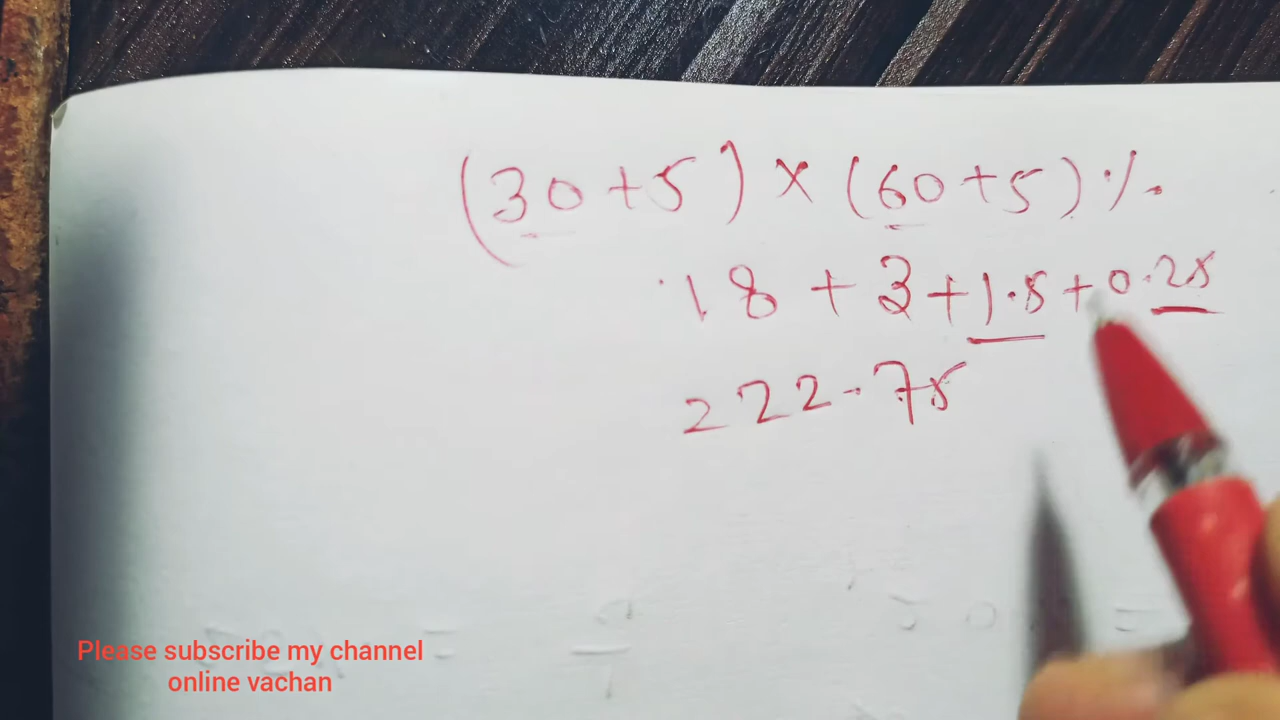 (30+5) × (60+5) %
18 + 3 + 1.5 + 0.25
222.75
Please subscribe my channel
online vachan